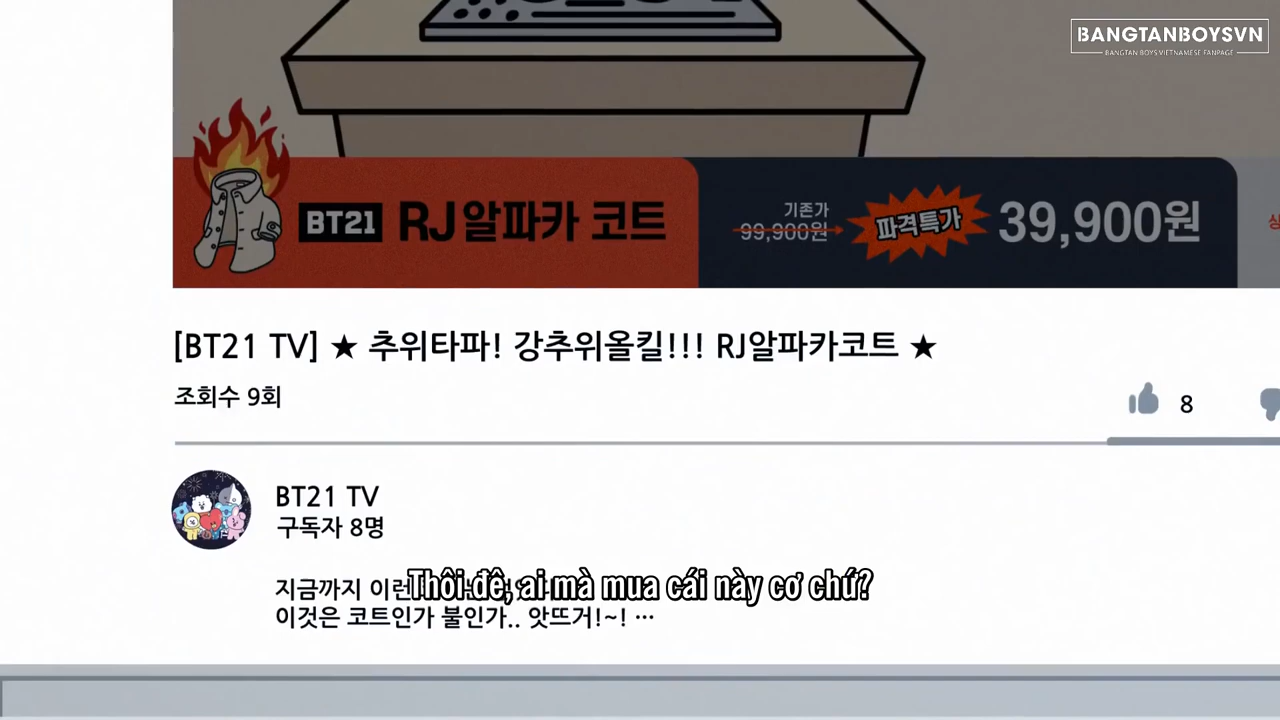 BANGTANBOYSVN
BANGTAN BOYS VIETNAMESE FANPAGE
BT21 RJ알파카 코트
기존가
99,900원
파격특가
39,900원
[BT21 TV] ★ 추위타파! 강추위올킬!!! RJ알파카코트 ★
조회수 9회
8
BT21 TV
구독자 8명
지금까지 이런
Thôi đê, ai mà mua cái này cơ chứ?
이것은 코트인가 불인가.. 앗뜨거!~! ···